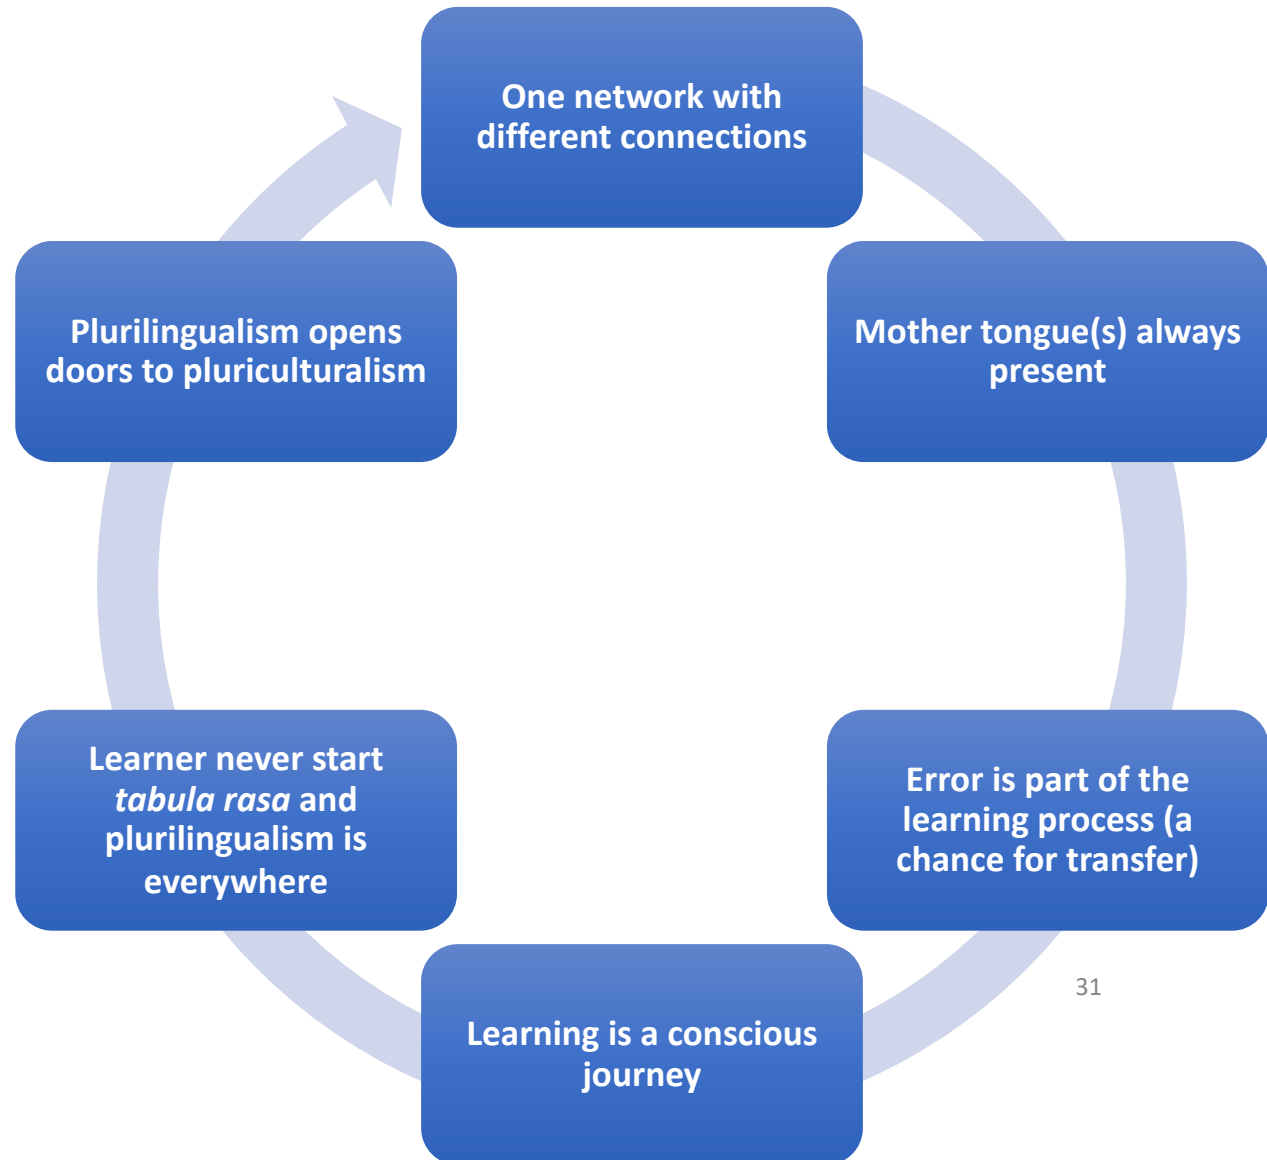 One network with
different connections
Mother tongue(s) always
present
Error is part of the
learning process (a
chance for transfer)
Learning is a conscious
journey
Learner never start
tabula rasa and
plurilingualism is
everywhere
Plurilingualism opens
doors to pluriculturalism
31